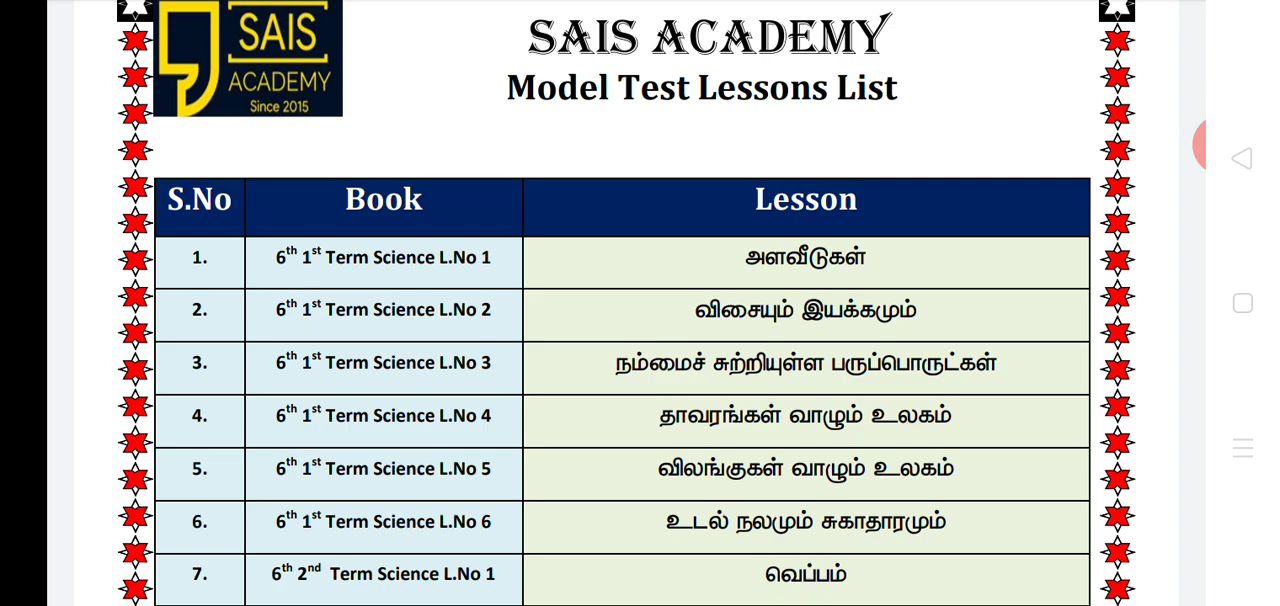 SAIS
ACADEMY
Since 2015
SAIS ACADEMY
Model Test Lessons List
S.No Book Lesson
1. 6th 1st Term Science L.No 1 அளவீடுகள்
2. 6th 1st Term Science L.No 2 விசையும் இயக்கமும்
3. 6th 1st Term Science L.No 3 நம்மைச் சுற்றியுள்ள பருப்பொருட்கள்
4. 6th 1st Term Science L.No 4 தாவரங்கள் வாழும் உலகம்
5. 6th 1st Term Science L.No 5 விலங்குகள் வாழும் உலகம்
6. 6th 1st Term Science L.No 6 உடல் நலமும் சுகாதாரமும்
7. 6th 2nd Term Science L.No 1 வெப்பம்